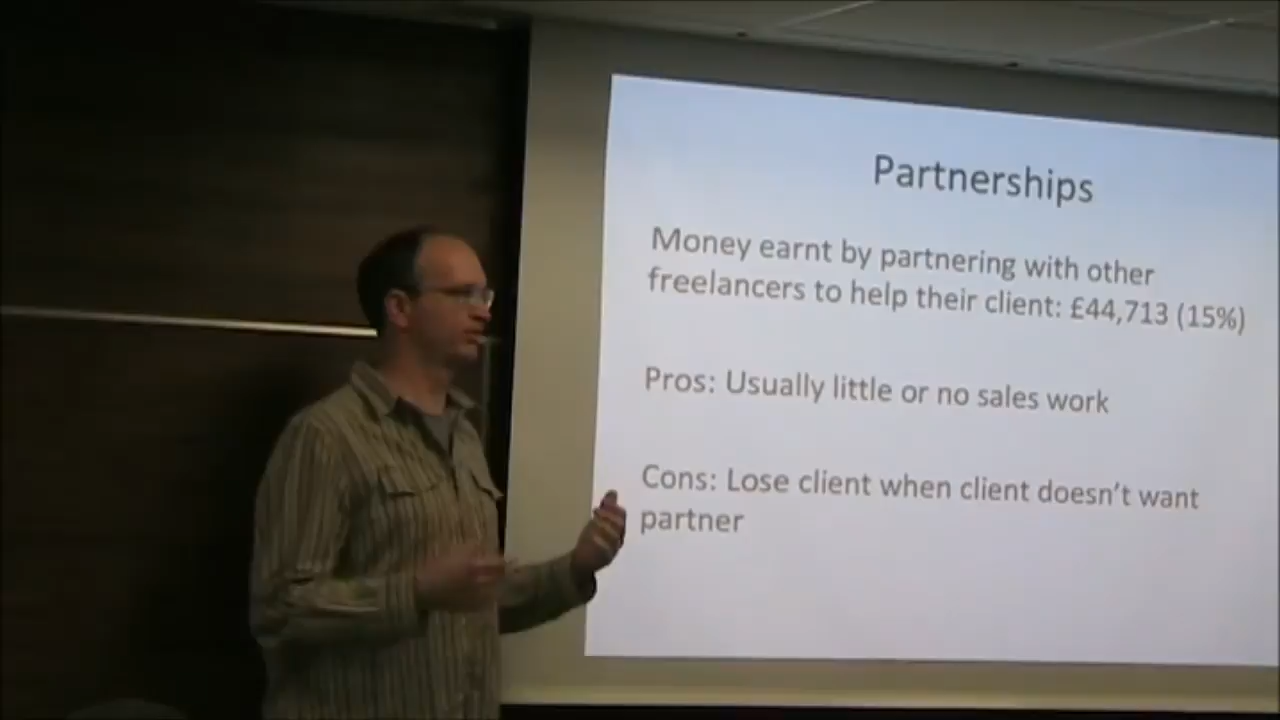 Partnerships
Money earnt by partnering with other
freelancers to help their client: £44,713 (15%)
Pros: Usually little or no sales work
Cons: Lose client when client doesn’t want
partner